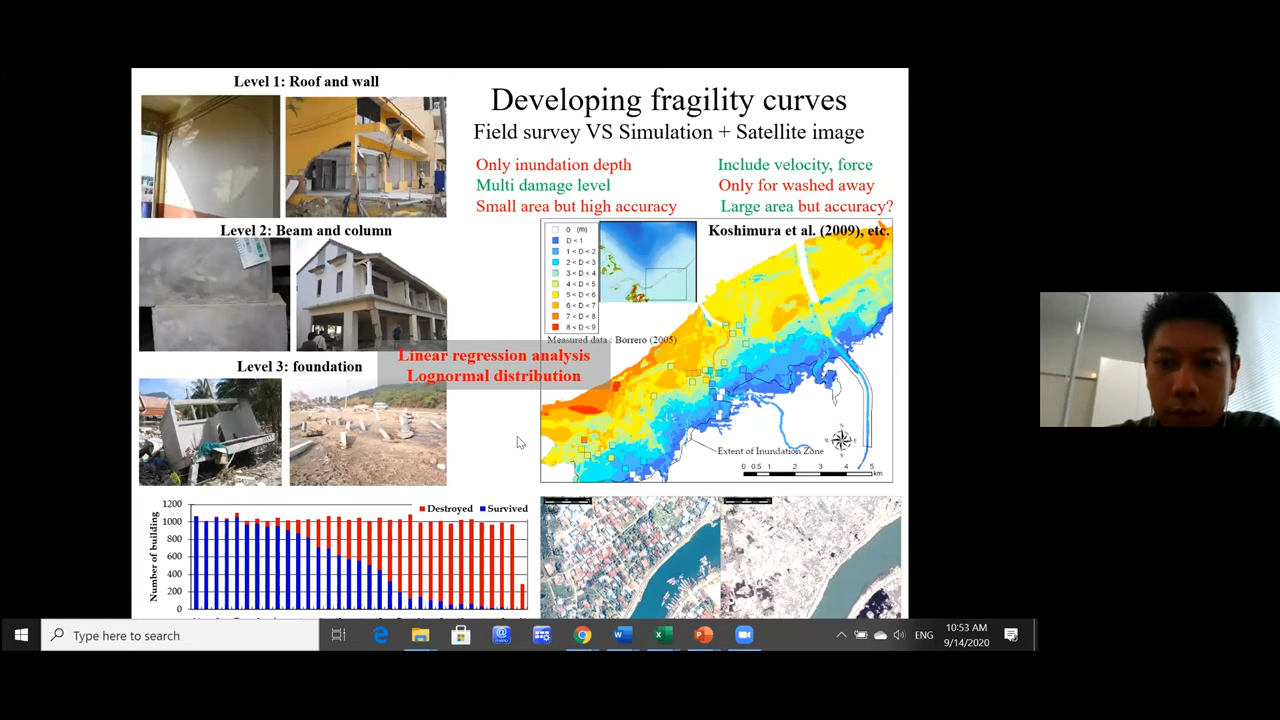 Level 1: Roof and wall
Level 2: Beam and column
Level 3: foundation
Developing fragility curves
Field survey VS Simulation + Satellite image
Only inundation depth
Multi damage level
Small area but high accuracy
Include velocity, force
Only for washed away
Large area but accuracy?
Koshimura et al. (2009), etc.
0 (m)
D < 1
1 < D < 2
2 < D < 3
3 < D < 4
4 < D < 5
5 < D < 6
6 < D < 7
7 < D < 8
8 < D < 9
Measured data : Borrero (2005)
Linear regression analysis
Lognormal distribution
Extent of Inundation Zone
N
W E
S
0 0.5 1 2 3 4 5
km
Destroyed Survived
Number of building
1200
1000
800
600
400
200
0
Type here to search
ENG
10:53 AM
9/14/2020